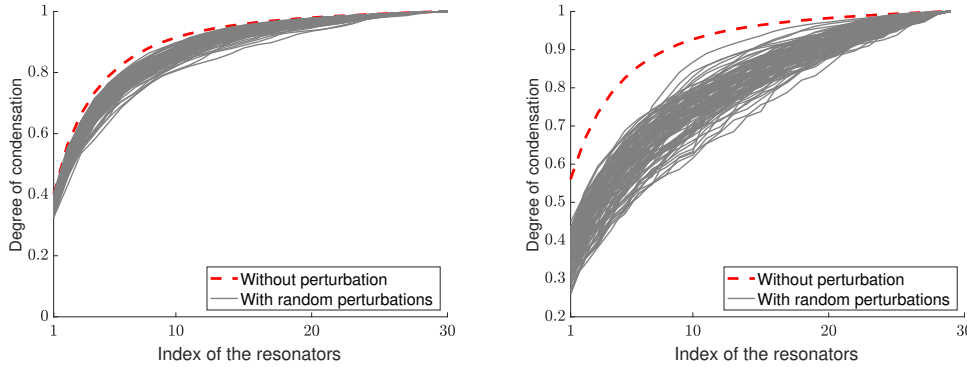 1
0.8
0.6
0.4
0.2
0
Degree of condensation
Without perturbation
With random perturbations
1 10 20 30
Index of the resonators
1
0.9
0.8
0.7
0.6
0.5
0.4
0.3
0.2
Degree of condensation
Without perturbation
With random perturbations
1 10 20 30
Index of the resonators